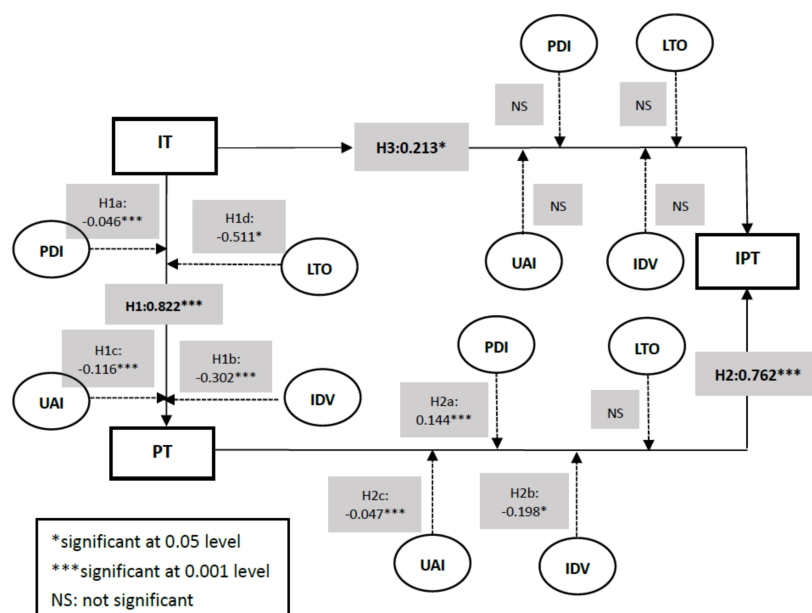 PDI
LTO
NS
NS
IT
H3:0.213*
H1a:
-0.046***
H1d:
-0.511*
NS
NS
PDI
LTO
UAI
IDV
IPT
H1:0.822***
PDI
LTO
H1c:
-0.116***
H1b:
-0.302***
H2:0.762***
UAI
IDV
H2a:
0.144***
NS
PT
H2c:
-0.047***
H2b:
-0.198*
UAI
IDV
*significant at 0.05 level
***significant at 0.001 level
NS: not significant